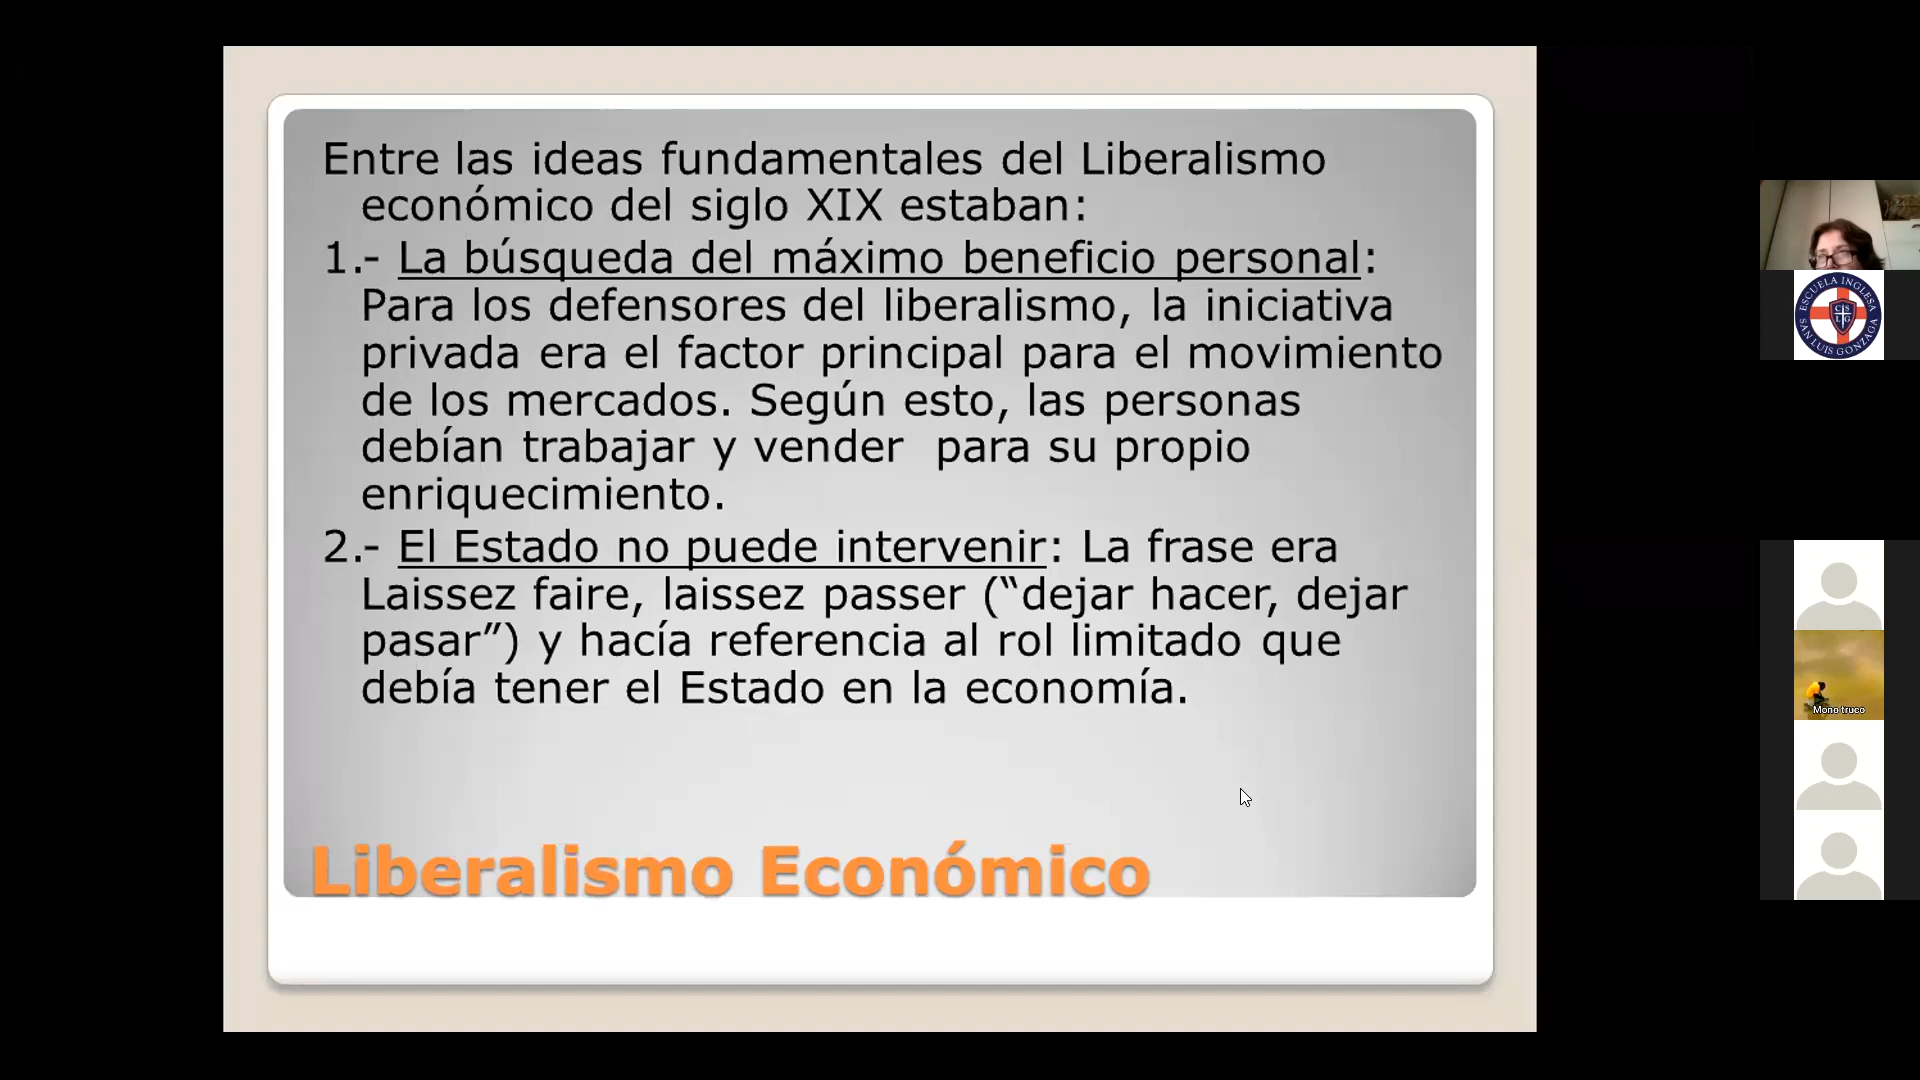 Entre las ideas fundamentales del Liberalismo
económico del siglo XIX estaban:
1.- La búsqueda del máximo beneficio personal:
Para los defensores del liberalismo, la iniciativa
privada era el factor principal para el movimiento
de los mercados. Según esto, las personas
debían trabajar y vender  para su propio
enriquecimiento.
2.- El Estado no puede intervenir: La frase era
Laissez faire, laissez passer (“dejar hacer, dejar
pasar”) y hacía referencia al rol limitado que
debía tener el Estado en la economía.
Liberalismo Económico
ESCUELA INGLESA
SAN LUIS GONZAGA
CS
LG
Mono truco